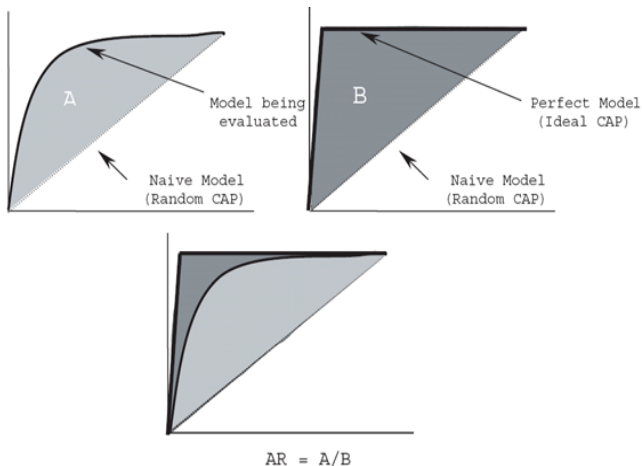 A
Model being
evaluated
Naive Model
(Random CAP)
B
Perfect Model
(Ideal CAP)
Naive Model
(Random CAP)
AR = A/B